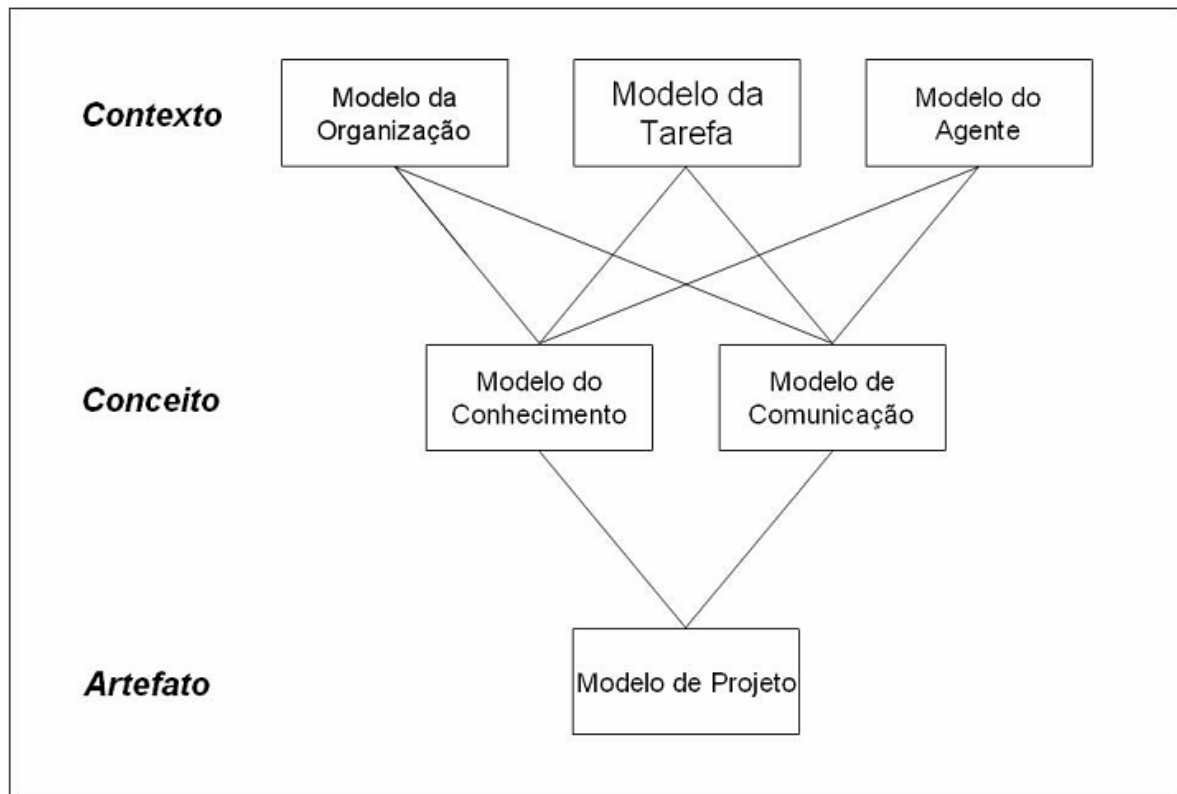 Contexto
Modelo da
Organização
Modelo da
Tarefa
Modelo do
Agente
Conceito
Modelo do
Conhecimento
Modelo de
Comunicação
Artefato
Modelo de Projeto